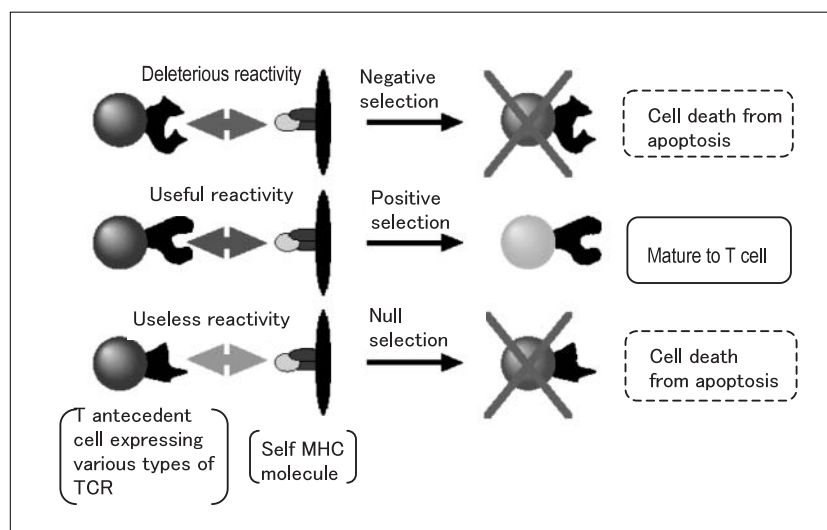 Deleterious reactivity
Negative
selection
Cell death from
apoptosis
Useful reactivity
Positive
selection
Mature to T cell
Useless reactivity
Null
selection
Cell death
from apoptosis
T antecedent
cell expressing
various types of
TCR
Self MHC
molecule